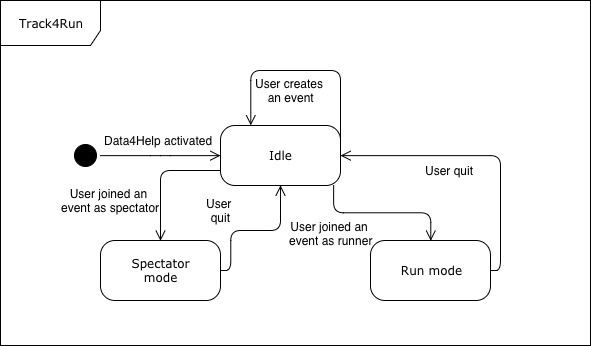 Track4Run
User creates
an event
Data4Help activated
Idle
User quit
User joined an
event as spectator
User
quit
User joined an
event as runner
Spectator
mode
Run mode